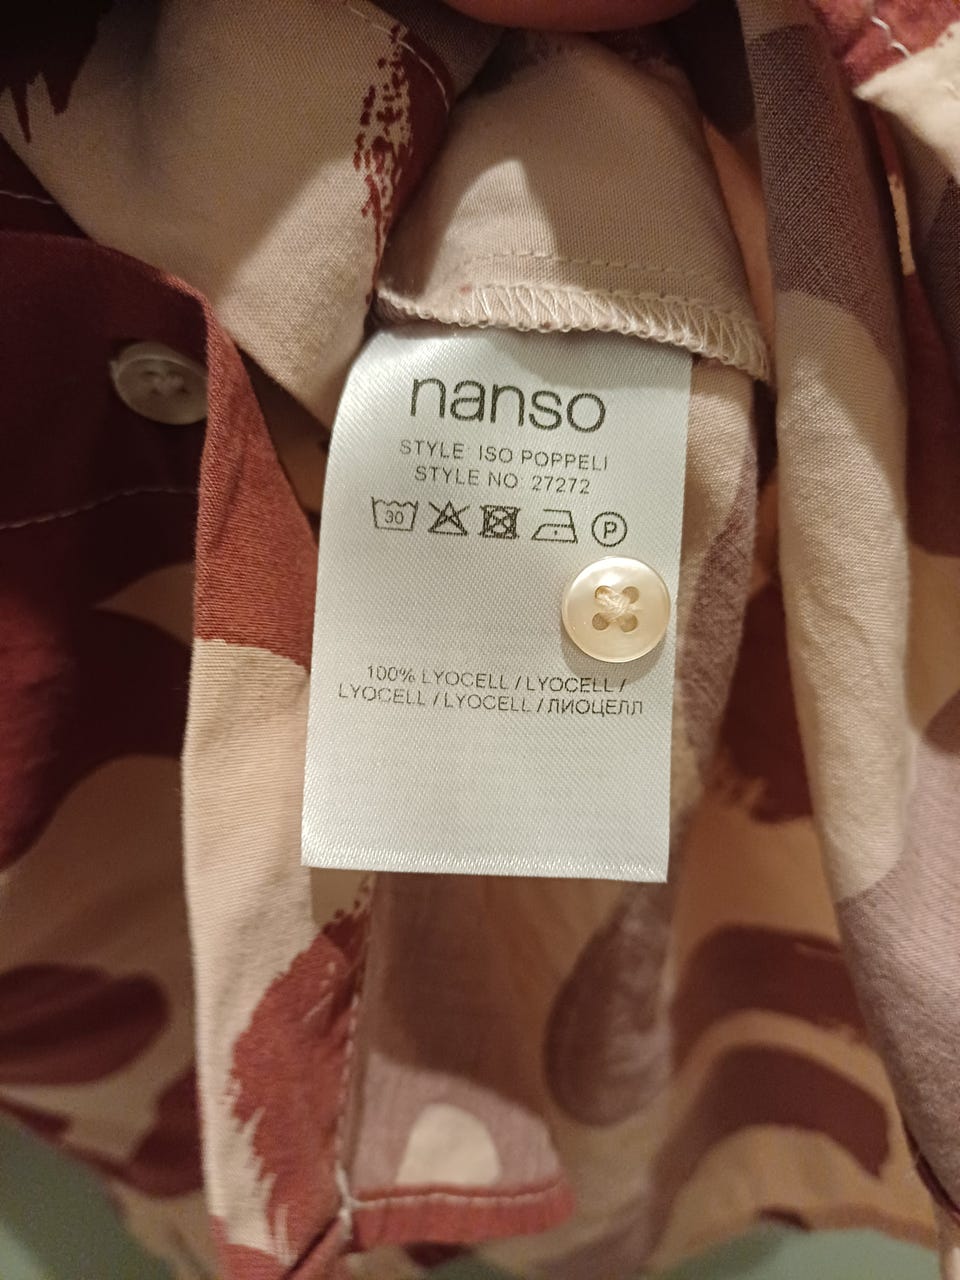 nanso
STYLE ISO POPPELI
STYLE NO 27272
30 P
100% LYOCELL / LYOCELL /
LYOCELL / LYOCELL / ЛИОЦЕЛЛ